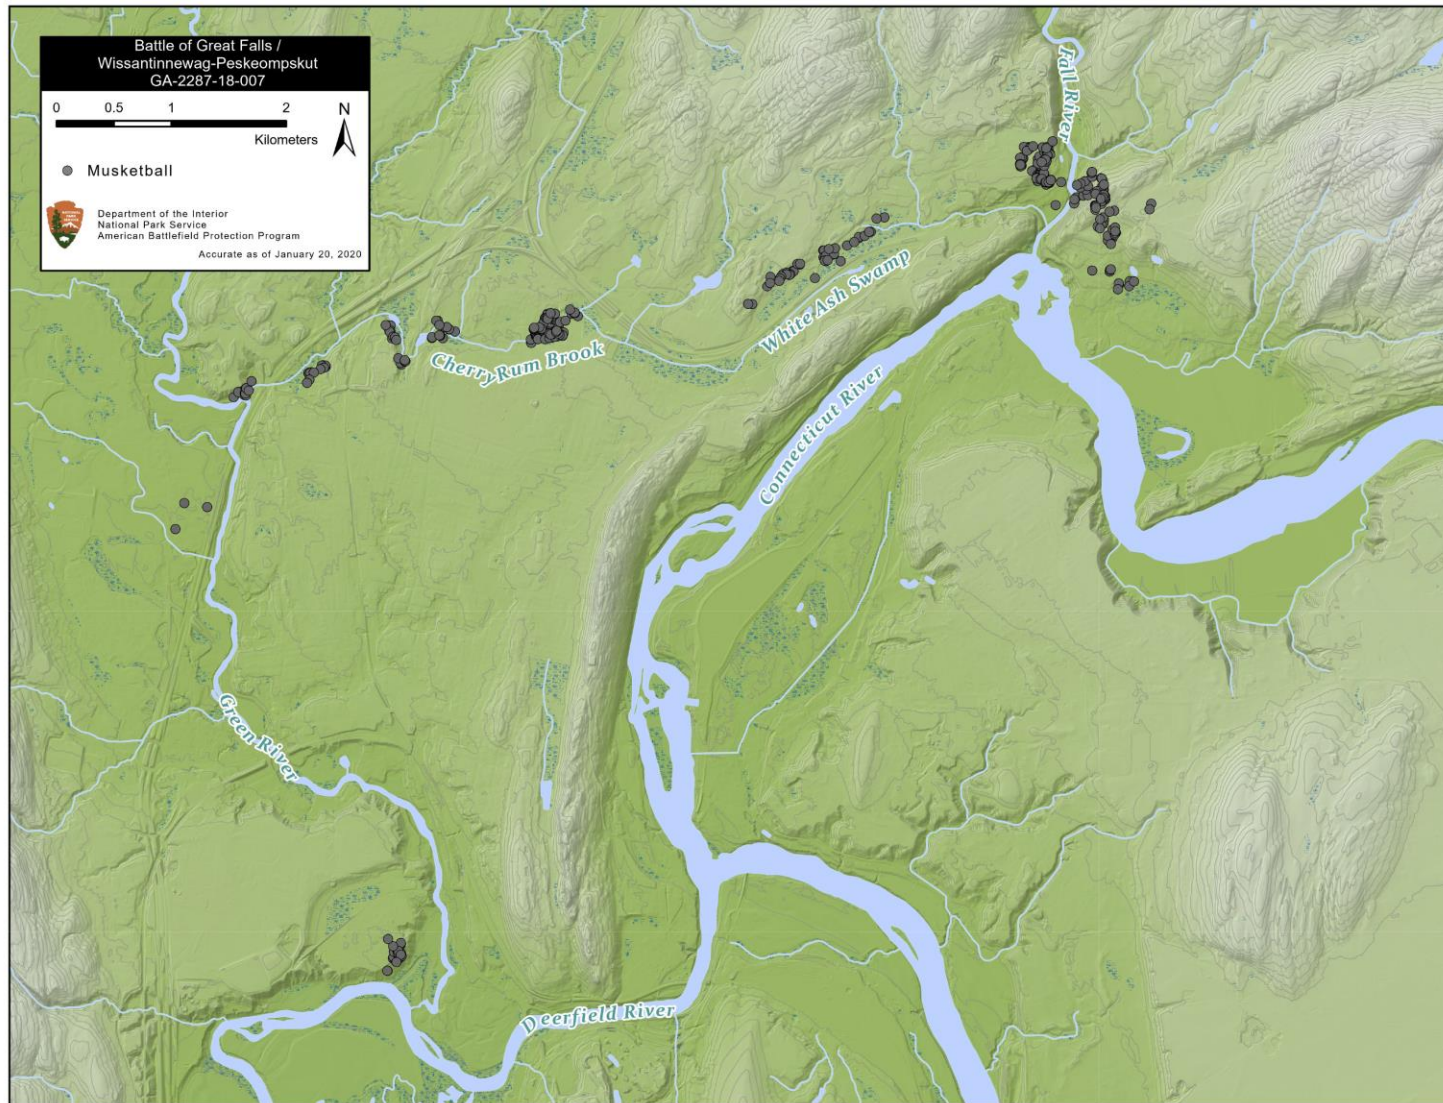 Battle of Great Falls /
Wissantinnewag-Peskeompskut
GA-2287-18-007
0 0.5 1 2
Kilometers
N
Musketball
Department of the Interior
National Park Service
American Battlefield Protection Program
Accurate as of January 20, 2020
Fall River
White Ash Swamp
CherryRum Brook
Connecticut River
Green River
Deerfield River